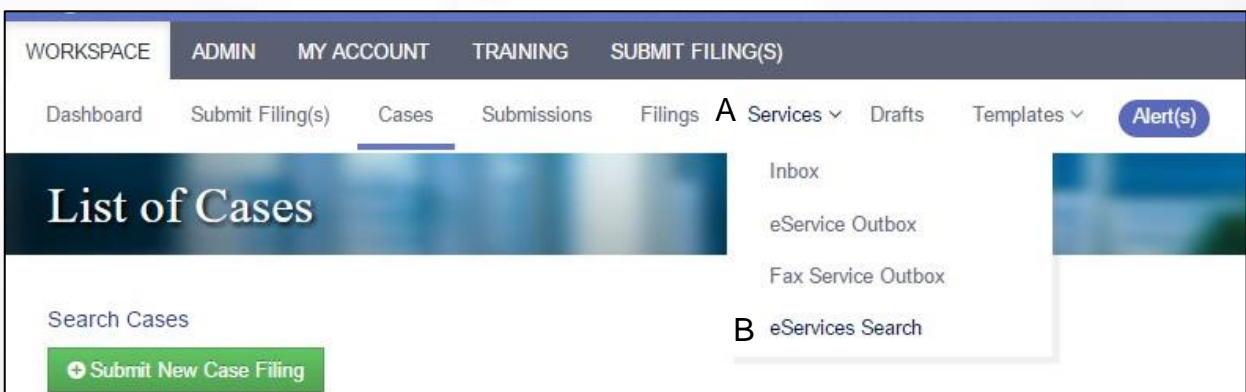 WORKSPACE ADMIN MY ACCOUNT TRAINING SUBMIT FILING(S)
Dashboard Submit Filing(s) Cases Submissions Filings A Services Drafts Templates Alert(s)
List of Cases
Inbox
eService Outbox
Fax Service Outbox
B eServices Search
Search Cases
Submit New Case Filing